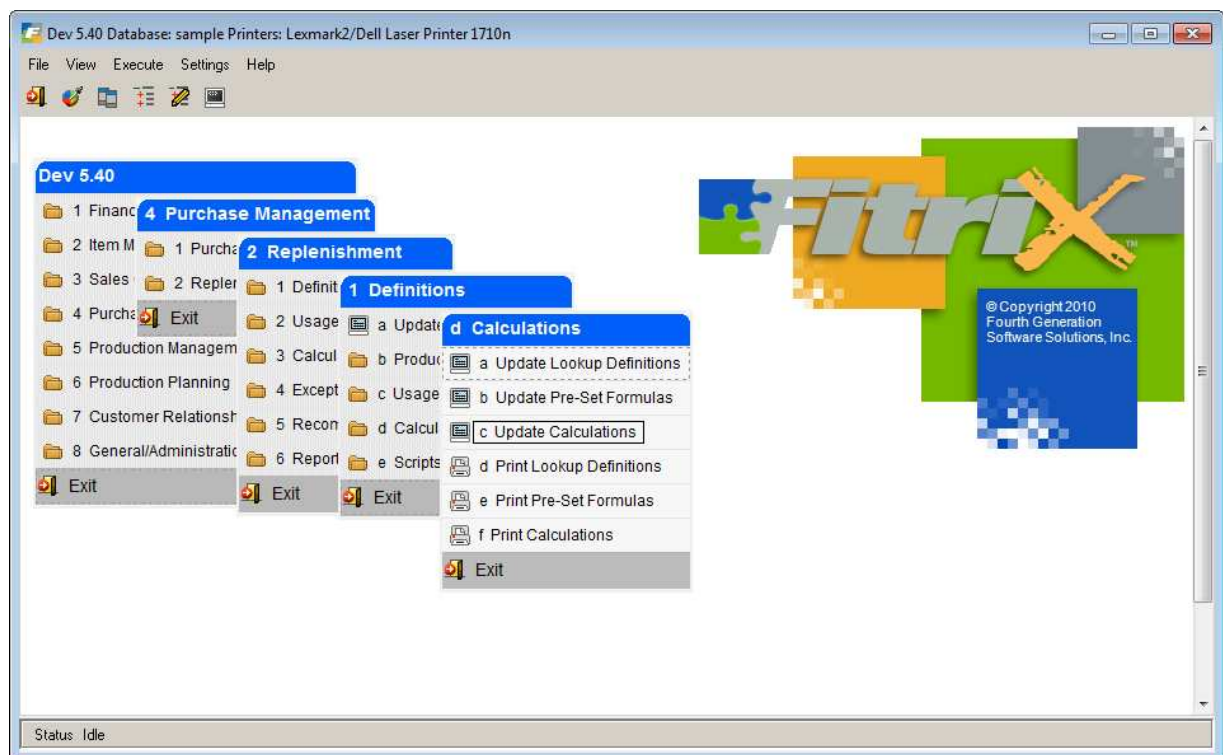 Dev 5.40 Database: sample Printers: Lexmark2/Dell Laser Printer 1710n
File View Execute Settings Help
Fitrix
TM
© Copyright 2010
Fourth Generation
Software Solutions, Inc.
Dev 5.40
1 Financ
2 Item M
3 Sales
4 Purcha
5 Production Managem
6 Production Planning
7 Customer Relationsh
8 General/Administratic
Exit
4 Purchase Management
1 Purcha
2 Replen
Exit
2 Replenishment
1 Definit
2 Usage
3 Calcul
4 Except
5 Recom
6 Report
Exit
1 Definitions
a Update
b Produc
c Usage
d Calcul
e Scripts
Exit
d Calculations
a Update Lookup Definitions
b Update Pre-Set Formulas
c Update Calculations
d Print Lookup Definitions
e Print Pre-Set Formulas
f Print Calculations
Exit
Status Idle